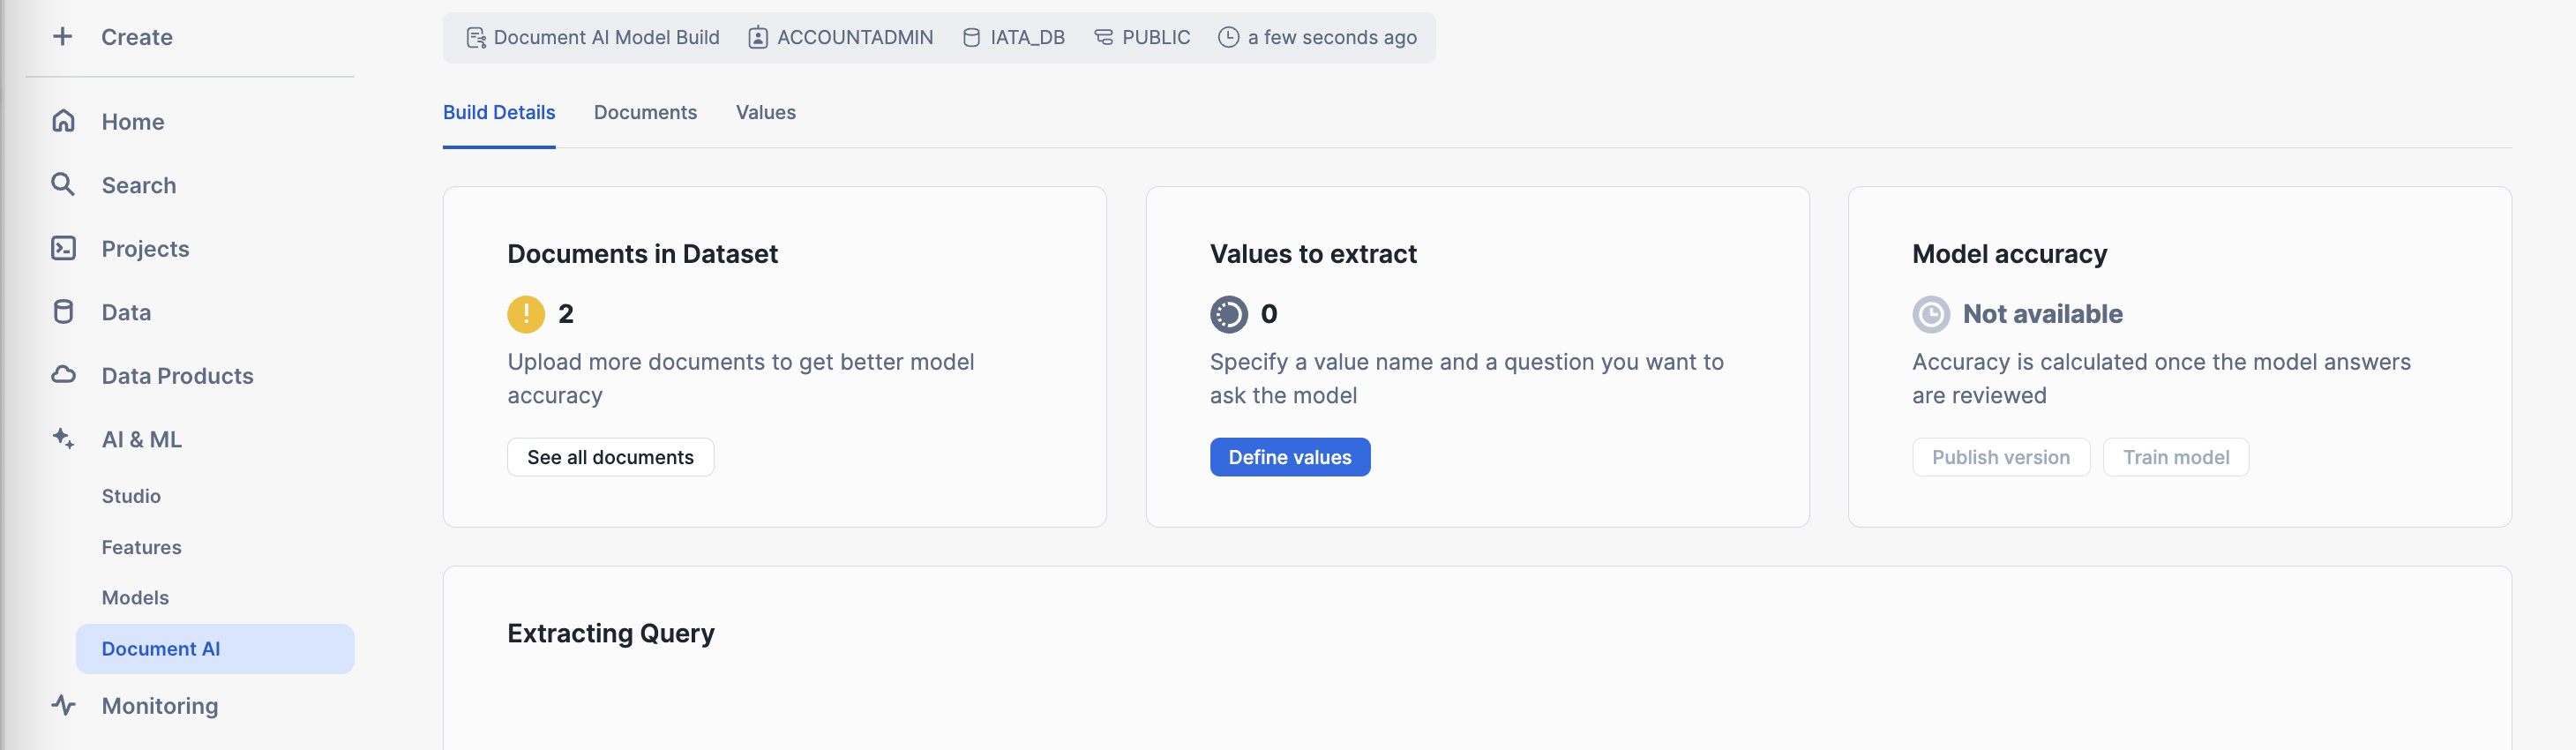 Create
Home
Search
Projects
Data
Data Products
AI & ML
Studio
Features
Models
Document AI
Monitoring
Document AI Model Build ACCOUNTADMIN IATA_DB PUBLIC a few seconds ago
Build Details Documents Values
Documents in Dataset
2
Upload more documents to get better model
accuracy
See all documents
Values to extract
0
Specify a value name and a question you want to
ask the model
Define values
Model accuracy
Not available
Accuracy is calculated once the model answers
are reviewed
Publish version Train model
Extracting Query